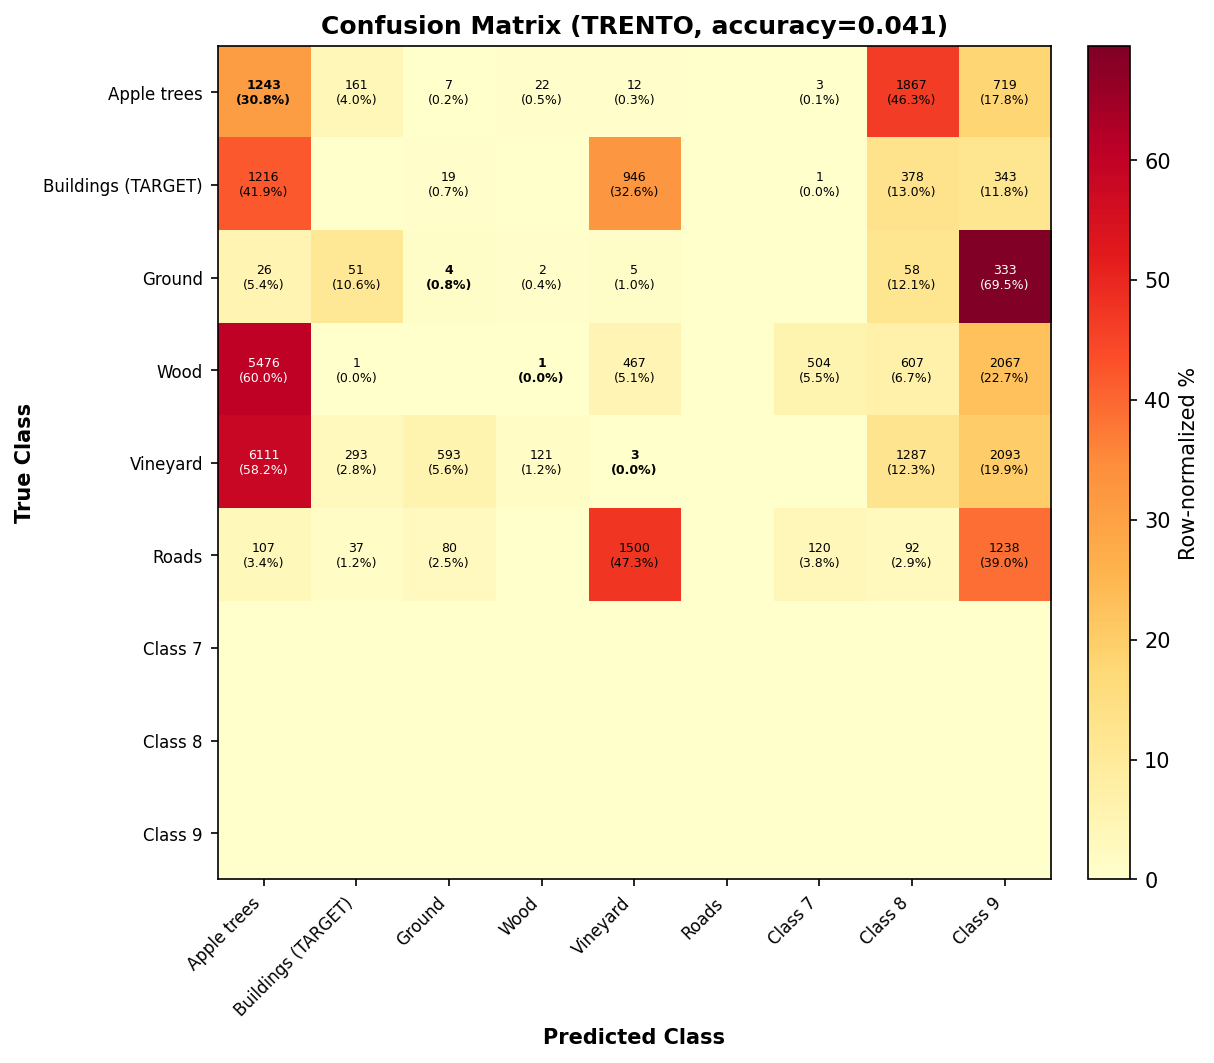 Confusion Matrix (TRENTO, accuracy=0.041)
True Class
Apple trees 1243 161 7 22 12 3 1867 719
(30.8%) (4.0%) (0.2%) (0.5%) (0.3%) (0.1%) (46.3%) (17.8%)
Buildings (TARGET) 1216 19 946 1 378 343
(41.9%) (0.7%) (32.6%) (0.0%) (13.0%) (11.8%)
Ground 26 51 4 2 5 58 333
(5.4%) (10.6%) (0.8%) (0.4%) (1.0%) (12.1%) (69.5%)
Wood 5476 1 1 467 504 607 2067
(60.0%) (0.0%) (0.0%) (5.1%) (5.5%) (6.7%) (22.7%)
Vineyard 6111 293 593 121 3 1287 2093
(58.2%) (2.8%) (5.6%) (1.2%) (0.0%) (12.3%) (19.9%)
Roads 107 37 80 1500 120 92 1238
(3.4%) (1.2%) (2.5%) (47.3%) (3.8%) (2.9%) (39.0%)
Class 7
Class 8
Class 9
Apple trees Buildings (TARGET) Ground Wood Vineyard Roads Class 7 Class 8 Class 9
Predicted Class
60
50
40
30
20
10
0
Row-normalized %